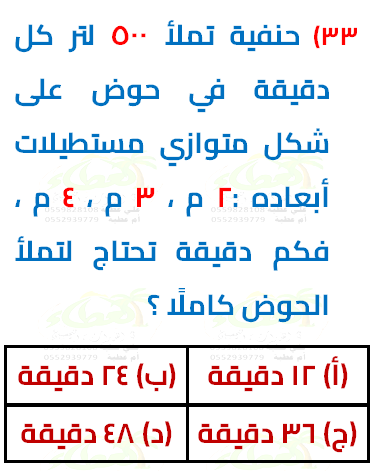 ٣٣) حنفية تملأ ٥٠٠ لتر كل
دقيقة في حوض على
شكل متوازي مستطيلات
أبعاده :٢ م ، ٣ م ، ٤ م ،
فكم دقيقة تحتاج لتملأ
الحوض كاملًا ؟
(أ) ١٢ دقيقة (ب) ٢٤ دقيقة
(ج) ٣٦ دقيقة (د) ٤٨ دقيقة